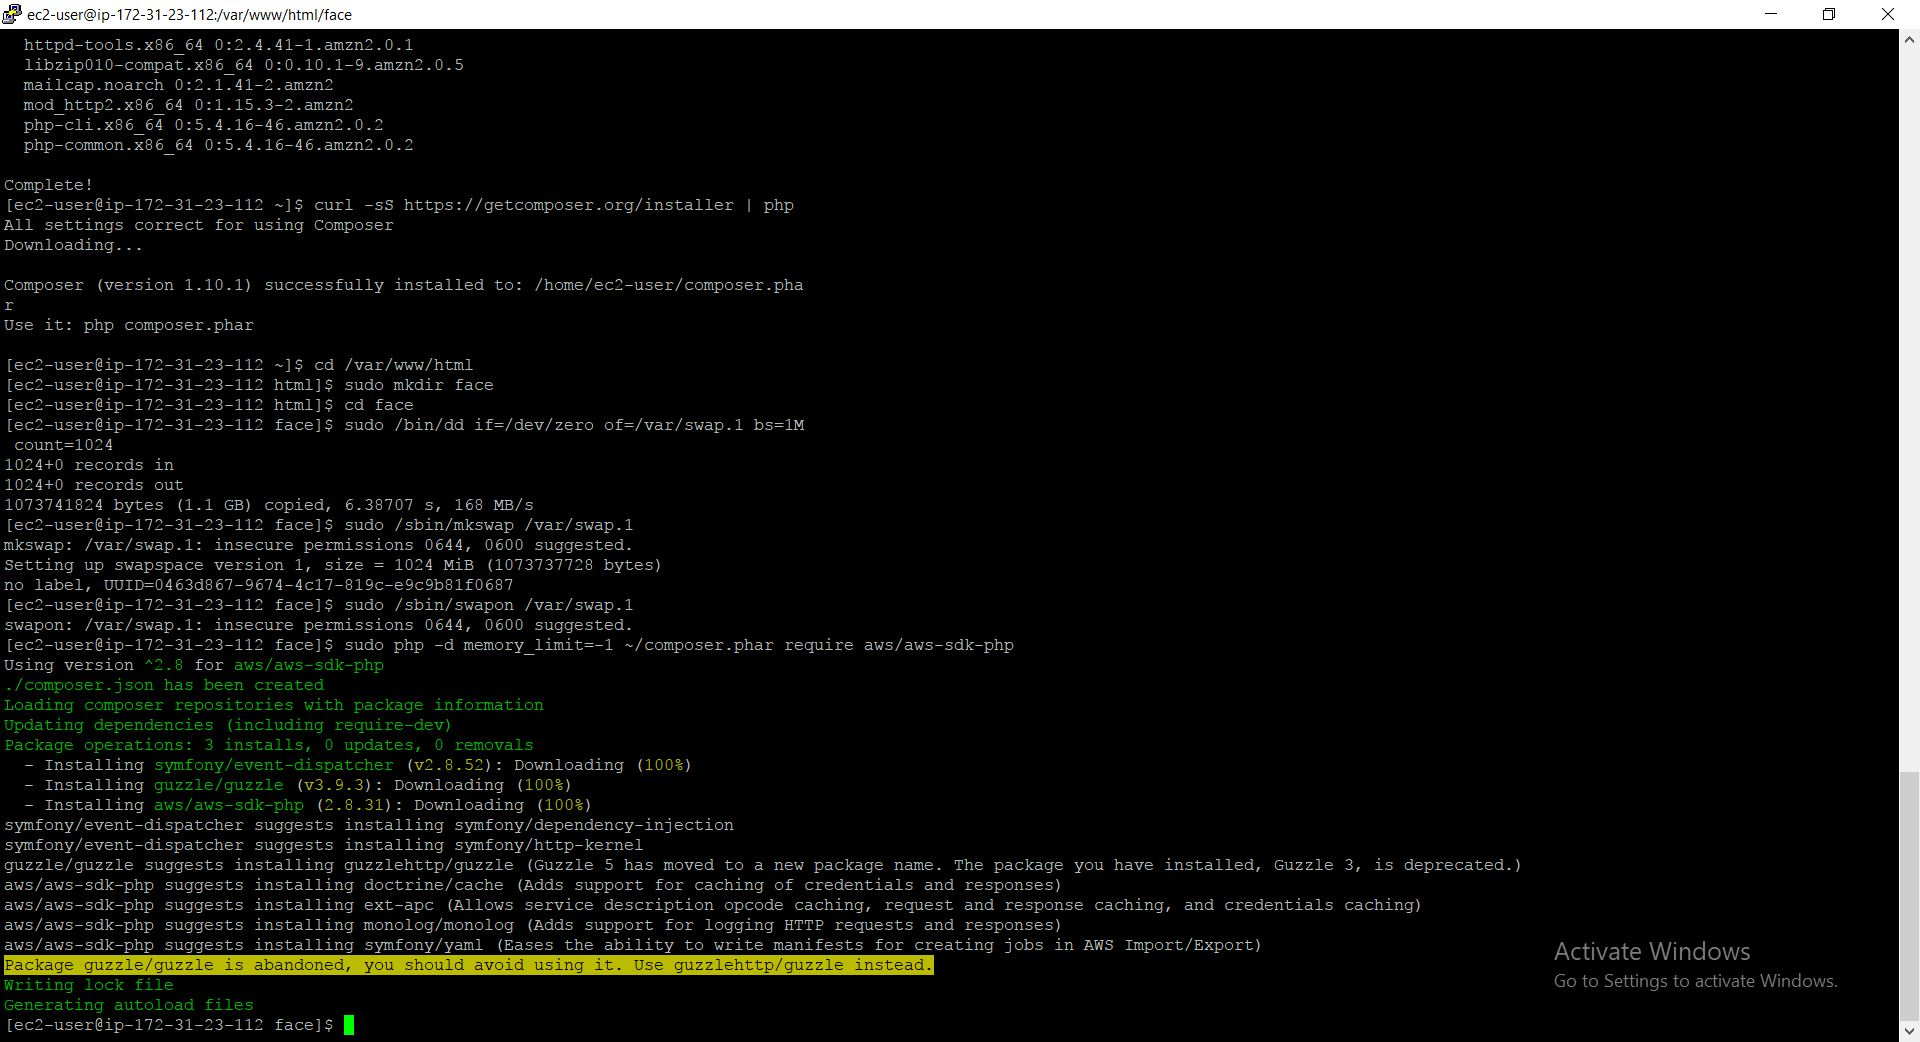 ec2-user@ip-172-31-23-112:/var/www/html/face
httpd-tools.x86_64 0:2.4.41-1.amzn2.0.1
libzip010-compat.x86_64 0:0.10.1-9.amzn2.0.5
mailcap.noarch 0:2.1.41-2.amzn2
mod_http2.x86_64 0:1.15.3-2.amzn2
php-cli.x86_64 0:5.4.16-46.amzn2.0.2
php-common.x86_64 0:5.4.16-46.amzn2.0.2
Complete!
[ec2-user@ip-172-31-23-112 ~]$ curl -sS https://getcomposer.org/installer | php
All settings correct for using Composer
Downloading...
Composer (version 1.10.1) successfully installed to: /home/ec2-user/composer.pha
r
Use it: php composer.phar
[ec2-user@ip-172-31-23-112 ~]$ cd /var/www/html
[ec2-user@ip-172-31-23-112 html]$ sudo mkdir face
[ec2-user@ip-172-31-23-112 html]$ cd face
[ec2-user@ip-172-31-23-112 face]$ sudo /bin/dd if=/dev/zero of=/var/swap.1 bs=1M
count=1024
1024+0 records in
1024+0 records out
1073741824 bytes (1.1 GB) copied, 6.38707 s, 168 MB/s
[ec2-user@ip-172-31-23-112 face]$ sudo /sbin/mkswap /var/swap.1
mkswap: /var/swap.1: insecure permissions 0644, 0600 suggested.
Setting up swapspace version 1, size = 1024 MiB (1073737728 bytes)
no label, UUID=0463d867-9674-4c17-819c-e9c9b81f0687
[ec2-user@ip-172-31-23-112 face]$ sudo /sbin/swapon /var/swap.1
swapon: /var/swap.1: insecure permissions 0644, 0600 suggested.
[ec2-user@ip-172-31-23-112 face]$ sudo php -d memory_limit=-1 ~/composer.phar require aws/aws-sdk-php
Using version ^2.8 for aws/aws-sdk-php
./composer.json has been created
Loading composer repositories with package information
Updating dependencies (including require-dev)
Package operations: 3 installs, 0 updates, 0 removals
- Installing symfony/event-dispatcher (v2.8.52): Downloading (100%)
- Installing guzzle/guzzle (v3.9.3): Downloading (100%)
- Installing aws/aws-sdk-php (2.8.31): Downloading (100%)
symfony/event-dispatcher suggests installing symfony/dependency-injection
symfony/event-dispatcher suggests installing symfony/http-kernel
guzzle/guzzle suggests installing guzzlehttp/guzzle (Guzzle 5 has moved to a new package name. The package you have installed, Guzzle 3, is deprecated.)
aws/aws-sdk-php suggests installing doctrine/cache (Adds support for caching of credentials and responses)
aws/aws-sdk-php suggests installing ext-apc (Allows service description opcode caching, request and response caching, and credentials caching)
aws/aws-sdk-php suggests installing monolog/monolog (Adds support for logging HTTP requests and responses)
aws/aws-sdk-php suggests installing symfony/yaml (Eases the ability to write manifests for creating jobs in AWS Import/Export)
Package guzzle/guzzle is abandoned, you should avoid using it. Use guzzlehttp/guzzle instead.
Writing lock file
Generating autoload files
[ec2-user@ip-172-31-23-112 face]$
Activate Windows
Go to Settings to activate Windows.